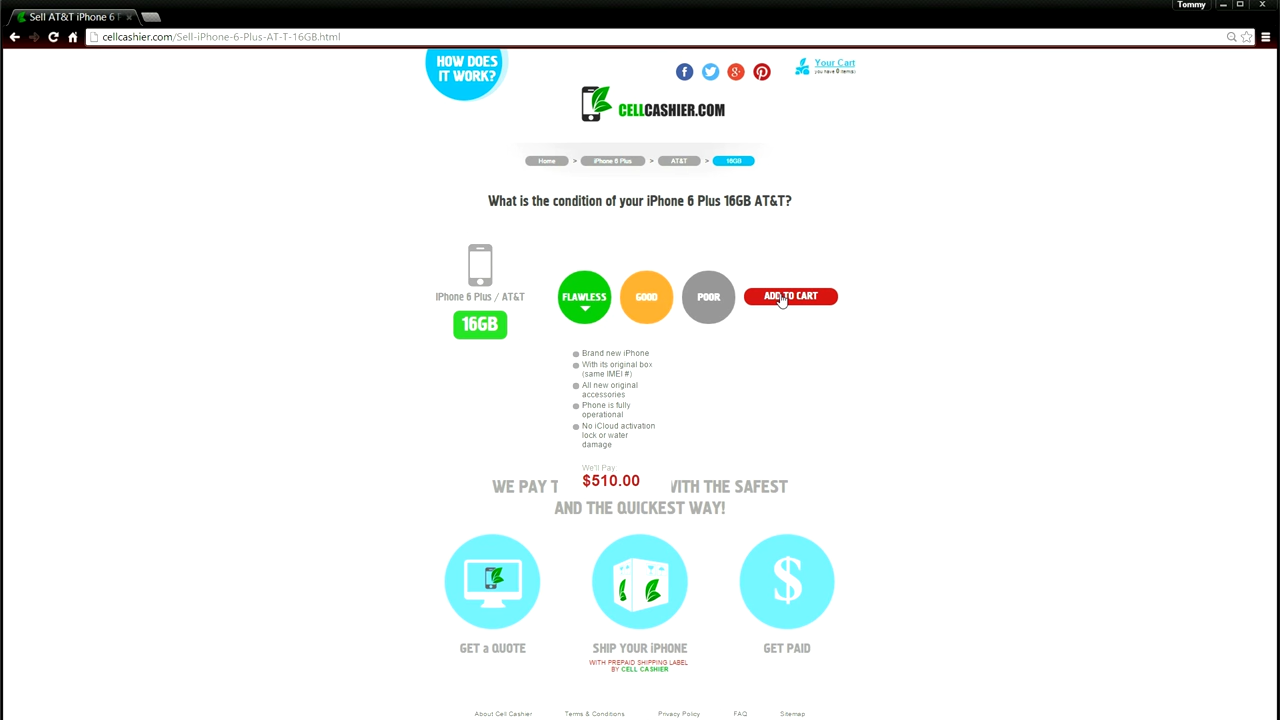 Tommy
Sell AT&T iPhone 6 P
cellcashier.com/Sell-iPhone-6-Plus-AT-T-16GB.html
HOW DOES
IT WORK?
Your Cart
you have 0 item(s)
CELLCASHIER.COM
Home > iPhone 6 Plus > AT&T > 16GB
What is the condition of your iPhone 6 Plus 16GB AT&T?
iPhone 6 Plus / AT&T
16GB
FLAWLESS
GOOD
POOR
ADD TO CART
Brand new iPhone
With its original box
(same IMEI #)
All new original
accessories
Phone is fully
operational
No iCloud activation
lock or water
damage
We'll Pay:
$510.00
WE PAY T WITH THE SAFEST
AND THE QUICKEST WAY!
GET a QUOTE
SHIP YOUR iPHONE
WITH PREPAID SHIPPING LABEL
BY CELL CASHIER
GET PAID
About Cell Cashier Terms & Conditions Privacy Policy FAQ Sitemap